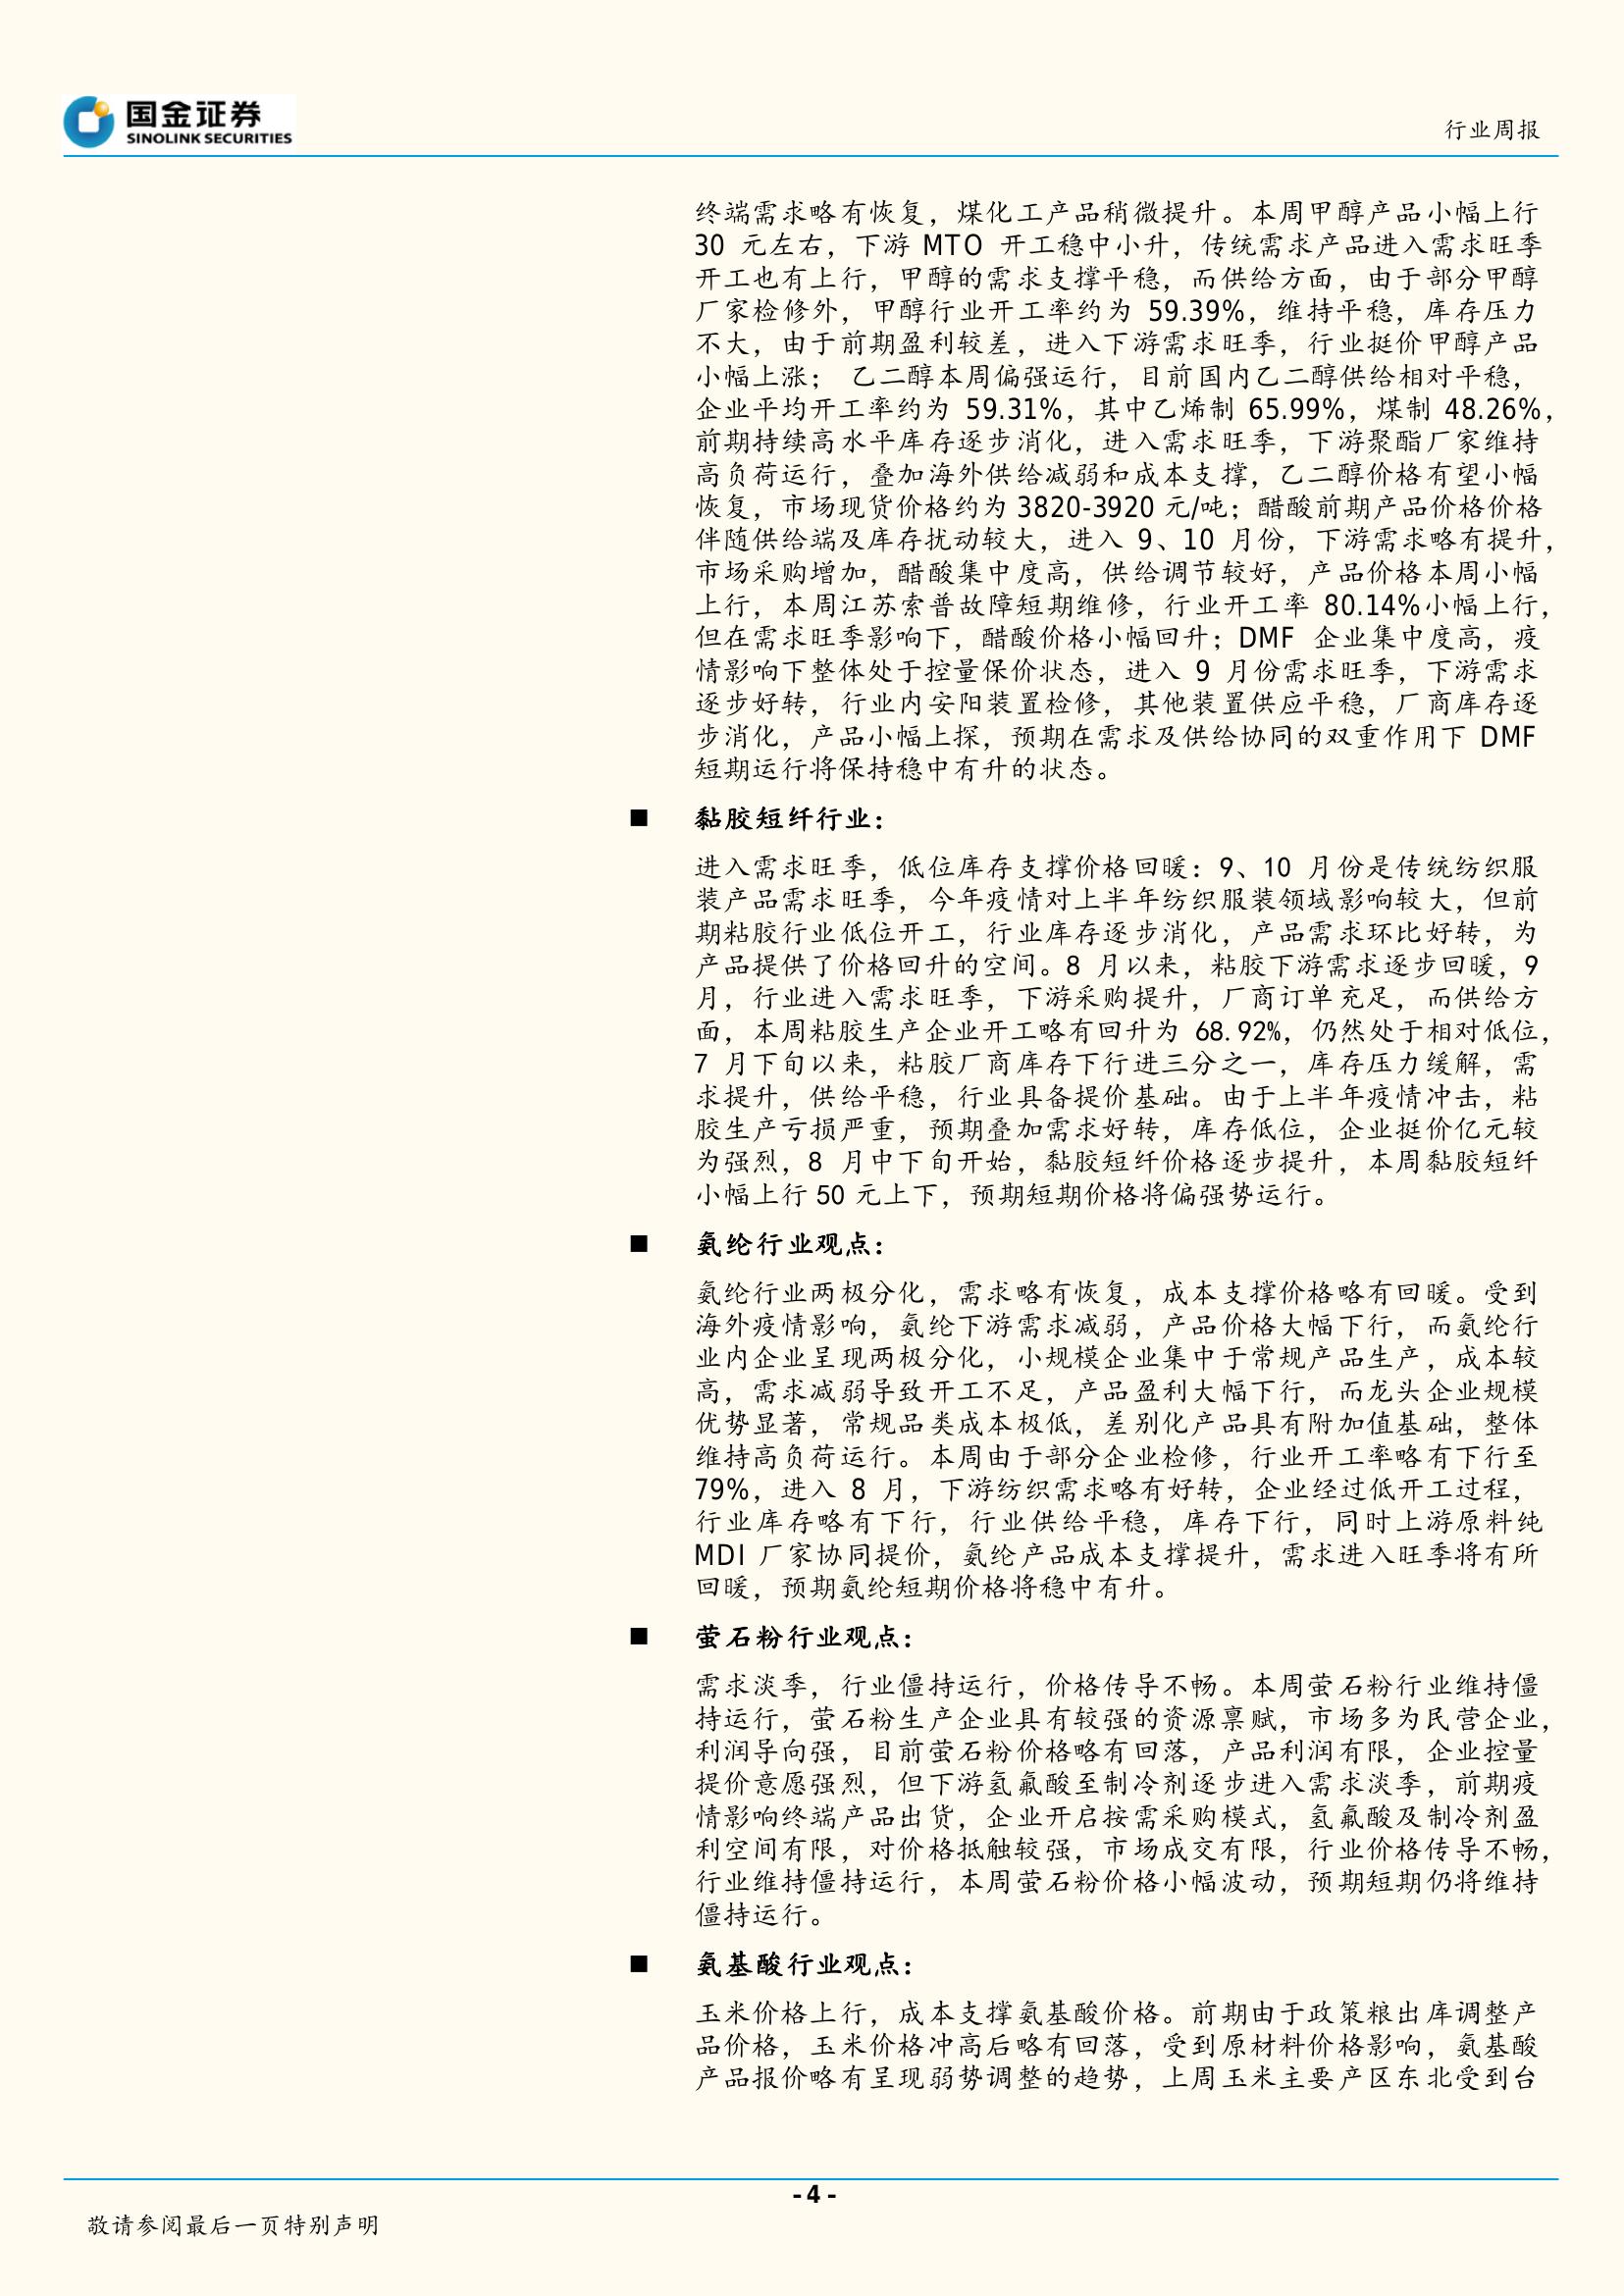 国金证券
SINOLINK SECURITIES
行业周报
终端需求略有恢复，煤化工产品稍微提升。本周甲醇产品小幅上行
30 元左右，下游 MTO 开工稳中小升，传统需求产品进入需求旺季
开工也有上行，甲醇的需求支撑平稳，而供给方面，由于部分甲醇
厂家检修外，甲醇行业开工率约为 59.39%，维持平稳，库存压力
不大，由于前期盈利较差，进入下游需求旺季，行业挺价甲醇产品
小幅上涨； 乙二醇本周偏强运行，目前国内乙二醇供给相对平稳，
企业平均开工率约为 59.31%，其中乙烯制 65.99%，煤制 48.26%，
前期持续高水平库存逐步消化，进入需求旺季，下游聚酯厂家维持
高负荷运行，叠加海外供给减弱和成本支撑，乙二醇价格有望小幅
恢复，市场现货价格约为 3820-3920 元/吨；醋酸前期产品价格价格
伴随供给端及库存扰动较大，进入 9、10 月份，下游需求略有提升，
市场采购增加，醋酸集中度高，供给调节较好，产品价格本周小幅
上行，本周江苏索普故障短期维修，行业开工率 80.14%小幅上行，
但在需求旺季影响下，醋酸价格小幅回升；DMF 企业集中度高，疫
情影响下整体处于控量保价状态，进入 9 月份需求旺季，下游需求
逐步好转，行业内安阳装置检修，其他装置供应平稳，厂商库存逐
步消化，产品小幅上探，预期在需求及供给协同的双重作用下 DMF
短期运行将保持稳中有升的状态。
■ 黏胶短纤行业：
进入需求旺季，低位库存支撑价格回暖：9、10 月份是传统纺织服
装产品需求旺季，今年疫情对上半年纺织服装领域影响较大，但前
期粘胶行业低位开工，行业库存逐步消化，产品需求环比好转，为
产品提供了价格回升的空间。8 月以来，粘胶下游需求逐步回暖，9
月，行业进入需求旺季，下游采购提升，厂商订单充足，而供给方
面，本周粘胶生产企业开工略有回升为 68.92%，仍然处于相对低位，
7 月下旬以来，粘胶厂商库存下行进三分之一，库存压力缓解，需
求提升，供给平稳，行业具备提价基础。由于上半年疫情冲击，粘
胶生产亏损严重，预期叠加需求好转，库存低位，企业挺价亿元较
为强烈，8 月中下旬开始，黏胶短纤价格逐步提升，本周黏胶短纤
小幅上行 50 元上下，预期短期价格将偏强势运行。
■ 氨纶行业观点：
氨纶行业两极分化，需求略有恢复，成本支撑价格略有回暖。受到
海外疫情影响，氨纶下游需求减弱，产品价格大幅下行，而氨纶行
业内企业呈现两极分化，小规模企业集中于常规产品生产，成本较
高，需求减弱导致开工不足，产品盈利大幅下行，而龙头企业规模
优势显著，常规品类成本极低，差别化产品具有附加值基础，整体
维持高负荷运行。本周由于部分企业检修，行业开工率略有下行至
79%，进入 8 月，下游纺织需求略有好转，企业经过低开工过程，
行业库存略有下行，行业供给平稳，库存下行，同时上游原料纯
MDI 厂家协同提价，氨纶产品成本支撑提升，需求进入旺季将有所
回暖，预期氨纶短期价格将稳中有升。
■ 萤石粉行业观点：
需求淡季，行业僵持运行，价格传导不畅。本周萤石粉行业维持僵
持运行，萤石粉生产企业具有较强的资源禀赋，市场多为民营企业，
利润导向强，目前萤石粉价格略有回落，产品利润有限，企业控量
提价意愿强烈，但下游氢氟酸至制冷剂逐步进入需求淡季，前期疫
情影响终端产品出货，企业开启按需采购模式，氢氟酸及制冷剂盈
利空间有限，对价格抵触较强，市场成交有限，行业价格传导不畅，
行业维持僵持运行，本周萤石粉价格小幅波动，预期短期仍将维持
僵持运行。
■ 氨基酸行业观点：
玉米价格上行，成本支撑氨基酸价格。前期由于政策粮出库调整产
品价格，玉米价格冲高后略有回落，受到原材料价格影响，氨基酸
产品报价略有呈现弱势调整的趋势，上周玉米主要产区东北受到台
- 4 -
敬请参阅最后一页特别声明